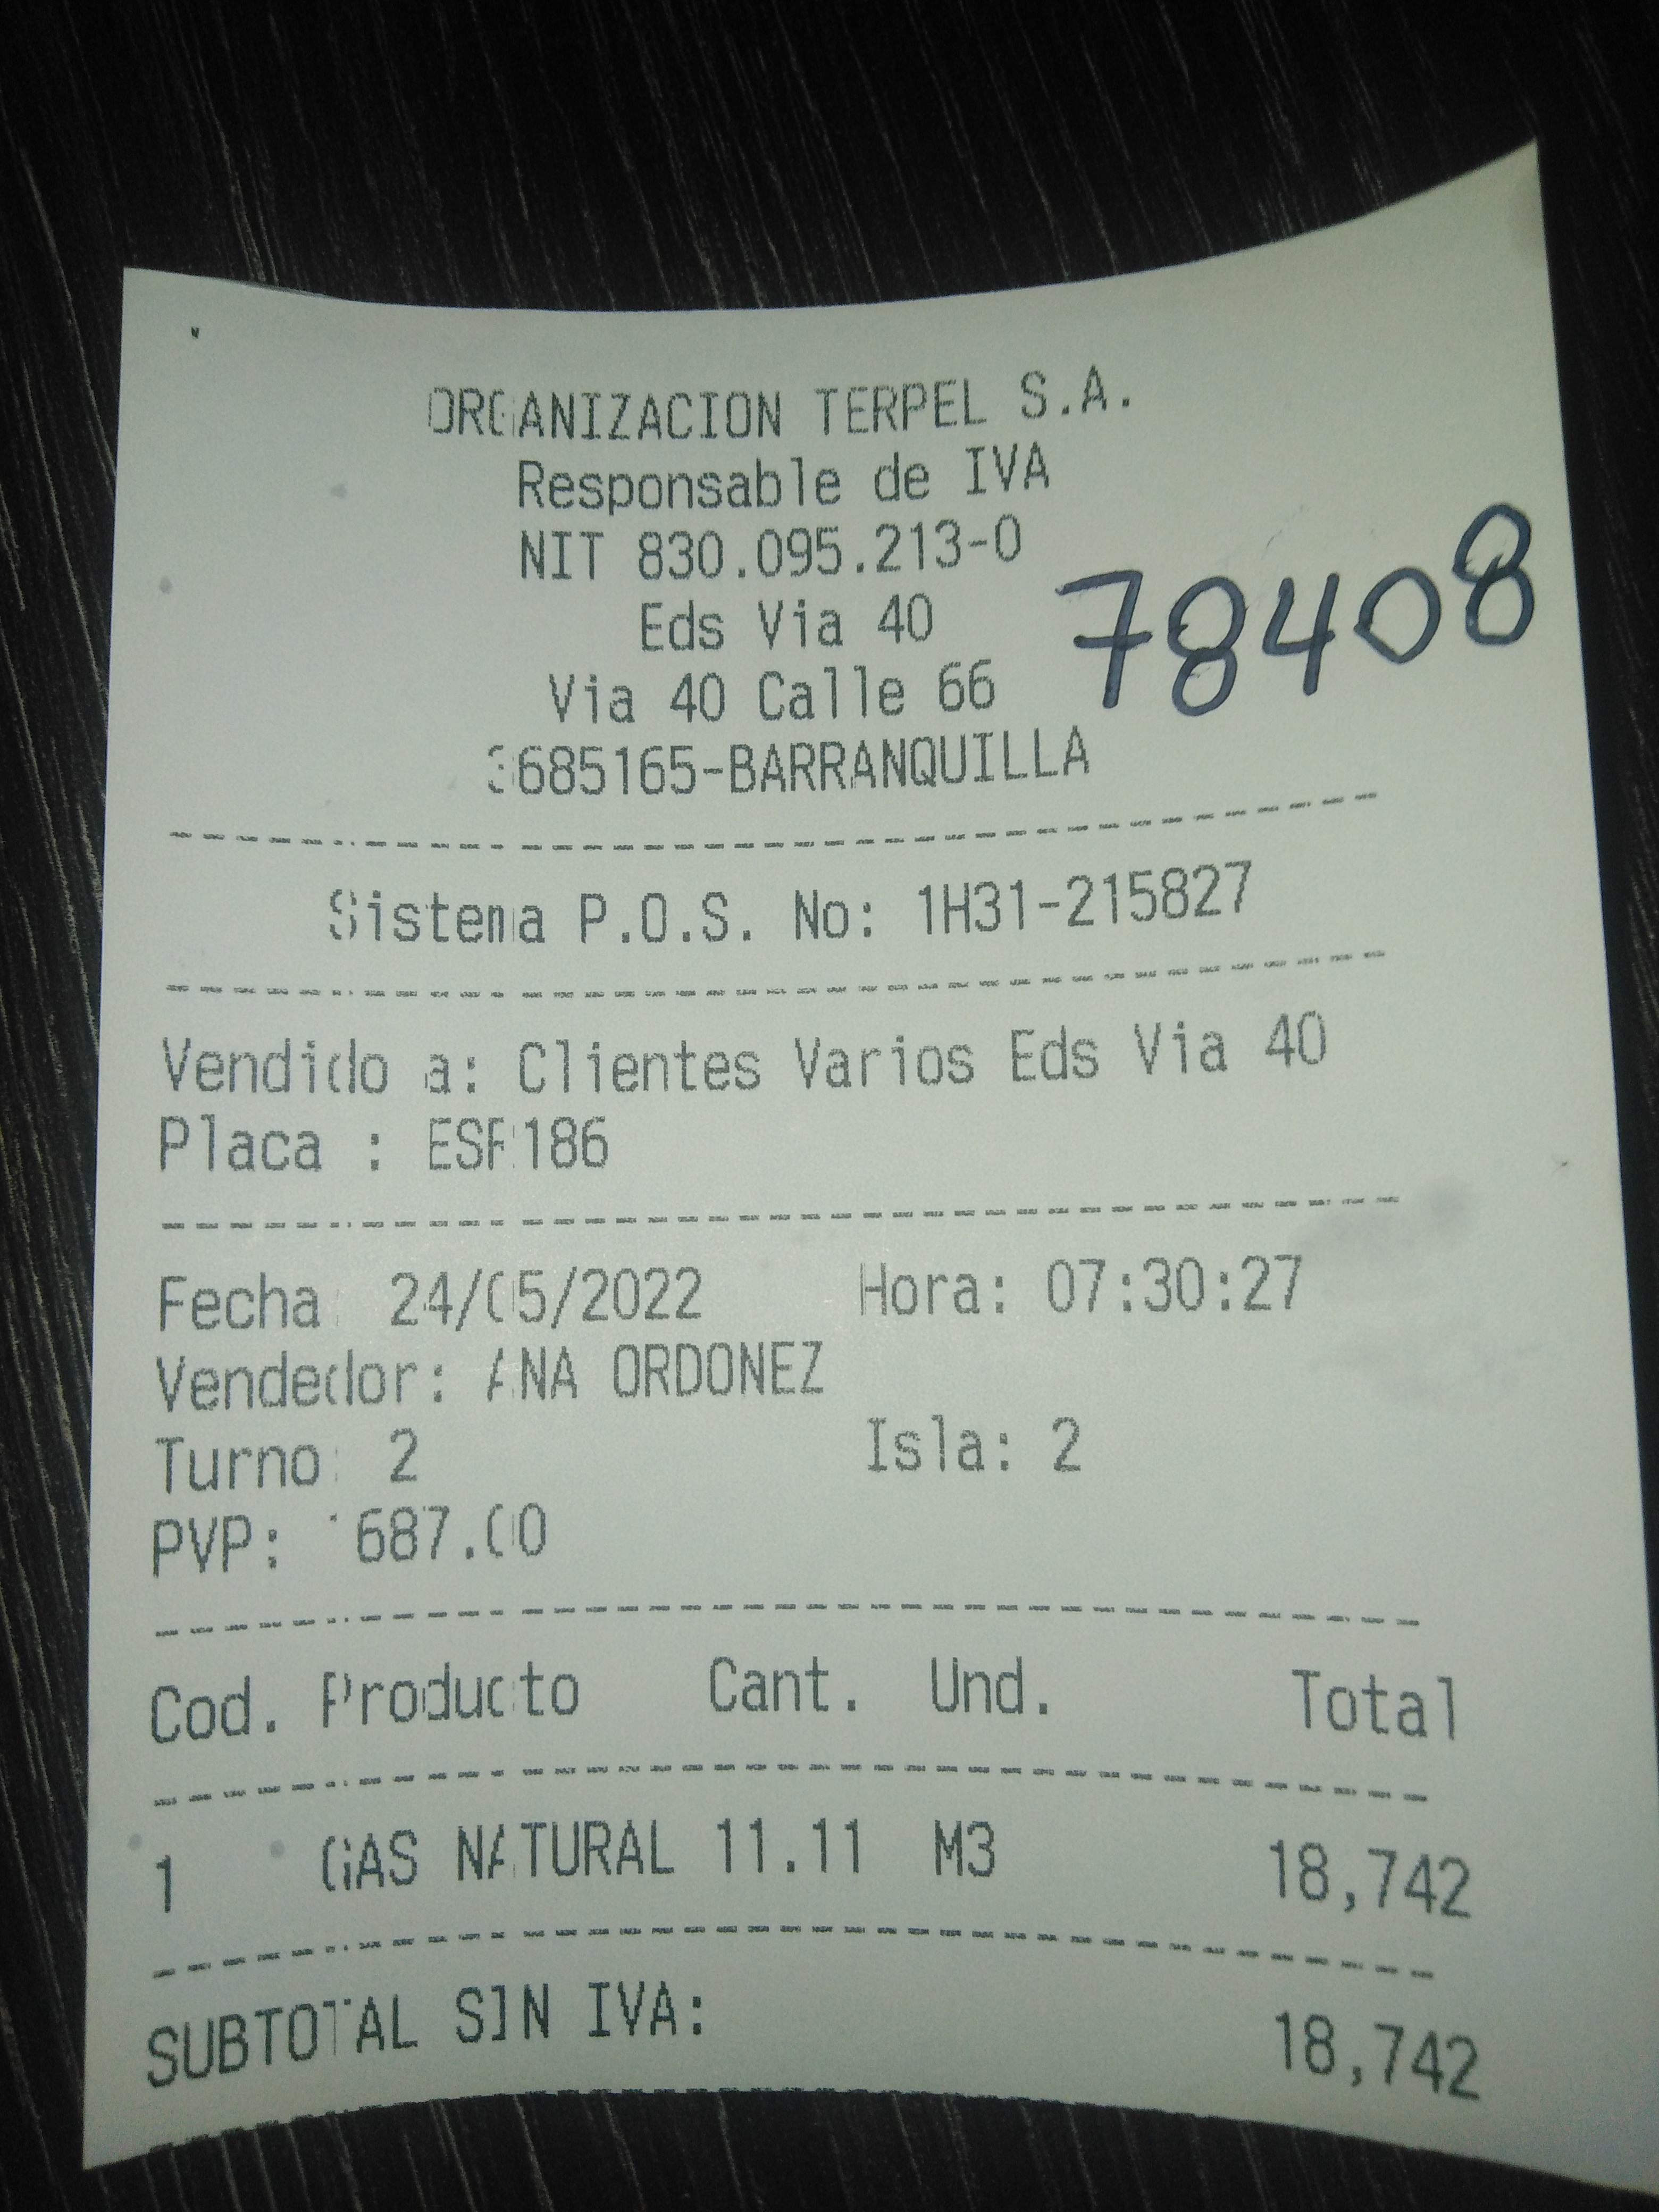 ORGANIZACION TERPEL S.A.
Responsable de IVA
NIT 830.095.213-0
Eds Via 40
78408
Via 40 Calle 66
3685165-BARRANQUILLA
Sistema P.O.S. No: 1H31-215827
Vendido a: Clientes Varios Eds Via 40
Placa :
Fecha: 24/05/2022 Hora: 07:30:27
Vendedor: ANA ORDONEZ
Turno: 2 Isla: 2
PVP: 1687.00
Cod. Producto Cant. Und. Total
1 GAS NATURAL 11.11 M3 18,742
SUBTOTAL SIN IVA: 18,742